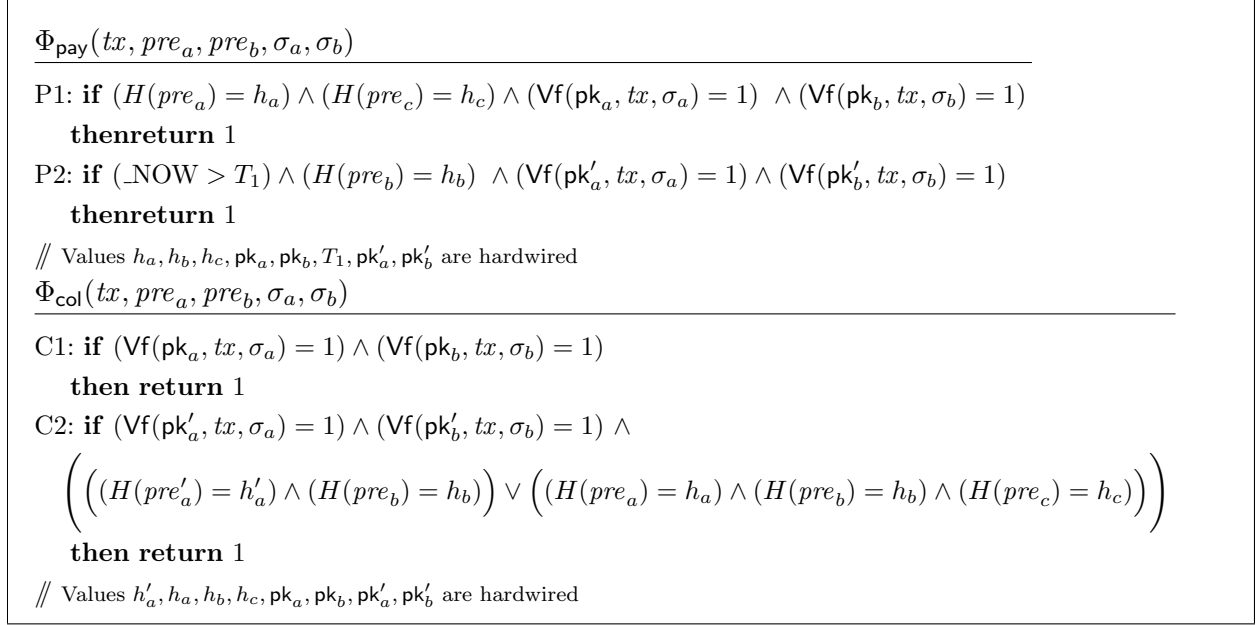 Φ_pay(tx, pre_a, pre_b, σ_a, σ_b)
P1: if (H(pre_a) = h_a) ∧ (H(pre_c) = h_c) ∧ (Vf(pk_a, tx, σ_a) = 1) ∧ (Vf(pk_b, tx, σ_b) = 1)
thenreturn 1
P2: if (_NOW > T_1) ∧ (H(pre_b) = h_b) ∧ (Vf(pk'_a, tx, σ_a) = 1) ∧ (Vf(pk'_b, tx, σ_b) = 1)
thenreturn 1
// Values h_a, h_b, h_c, pk_a, pk_b, T_1, pk'_a, pk'_b are hardwired
Φ_col(tx, pre_a, pre_b, σ_a, σ_b)
C1: if (Vf(pk_a, tx, σ_a) = 1) ∧ (Vf(pk_b, tx, σ_b) = 1)
then return 1
C2: if (Vf(pk'_a, tx, σ_a) = 1) ∧ (Vf(pk'_b, tx, σ_b) = 1) ∧
(((H(pre'_a) = h'_a) ∧ (H(pre_b) = h_b)) ∨ ((H(pre_a) = h_a) ∧ (H(pre_b) = h_b) ∧ (H(pre_c) = h_c)))
then return 1
// Values h'_a, h_a, h_b, h_c, pk_a, pk_b, pk'_a, pk'_b are hardwired